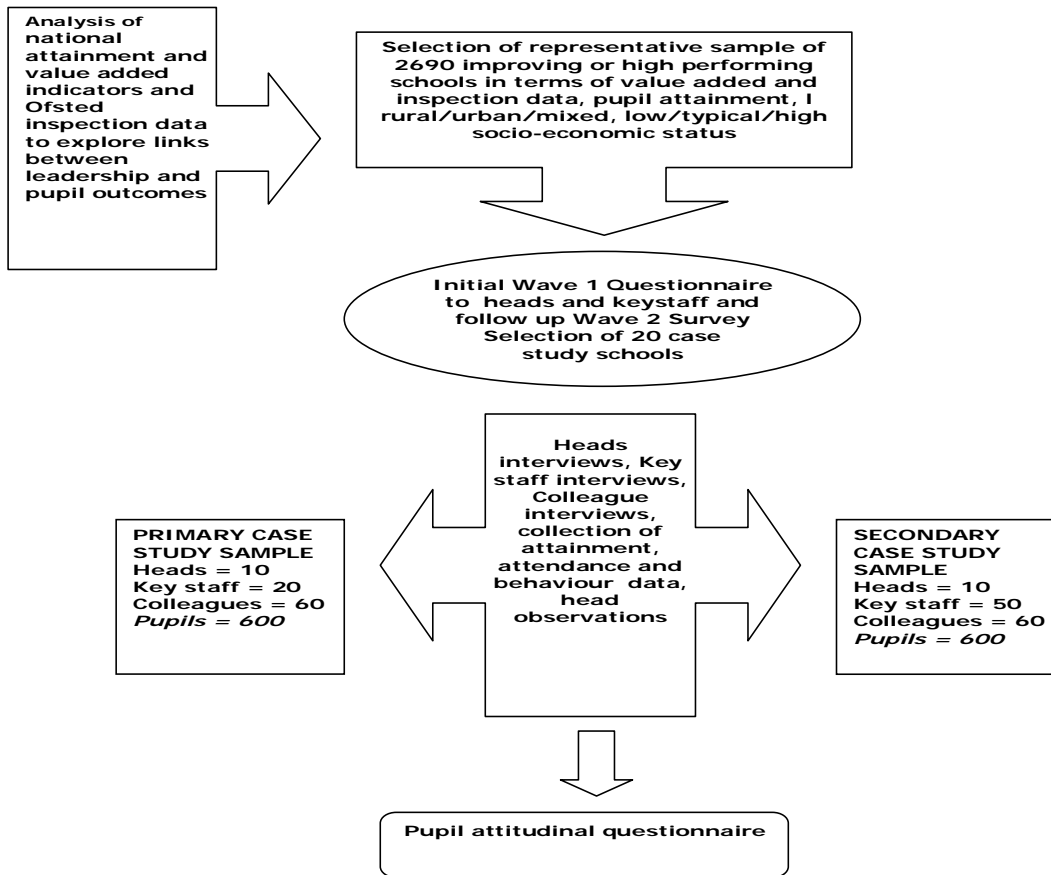 Analysis of
national
attainment and
value added
indicators and
Ofsted
inspection data
to explore links
between
leadership and
pupil outcomes
Selection of representative sample of
2690 improving or high performing
schools in terms of value added and
inspection data, pupil attainment, l
rural/urban/mixed, low/typical/high
socio-economic status
Initial Wave 1 Questionnaire
to heads and keystaff and
follow up Wave 2 Survey
Selection of 20 case
study schools
Heads
interviews, Key
staff interviews,
Colleague
interviews,
collection of
attainment,
attendance and
behaviour data,
head
observations
PRIMARY CASE
STUDY SAMPLE
Heads = 10
Key staff = 20
Colleagues = 60
Pupils = 600
SECONDARY
CASE STUDY
SAMPLE
Heads = 10
Key staff = 50
Colleagues = 60
Pupils = 600
Pupil attitudinal questionnaire